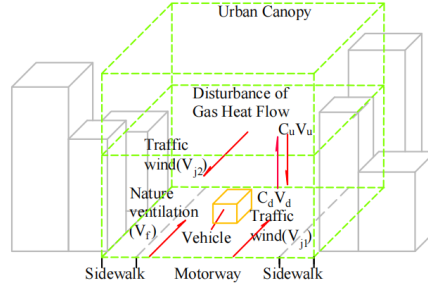 Urban Canopy
Disturbance of
Gas Heat Flow
CuVu
Traffic
wind(Vj2)
Nature
ventilation
(Vf)
CdVd
Traffic
wind(Vj1)
Vehicle
Sidewalk
Motorway
Sidewalk